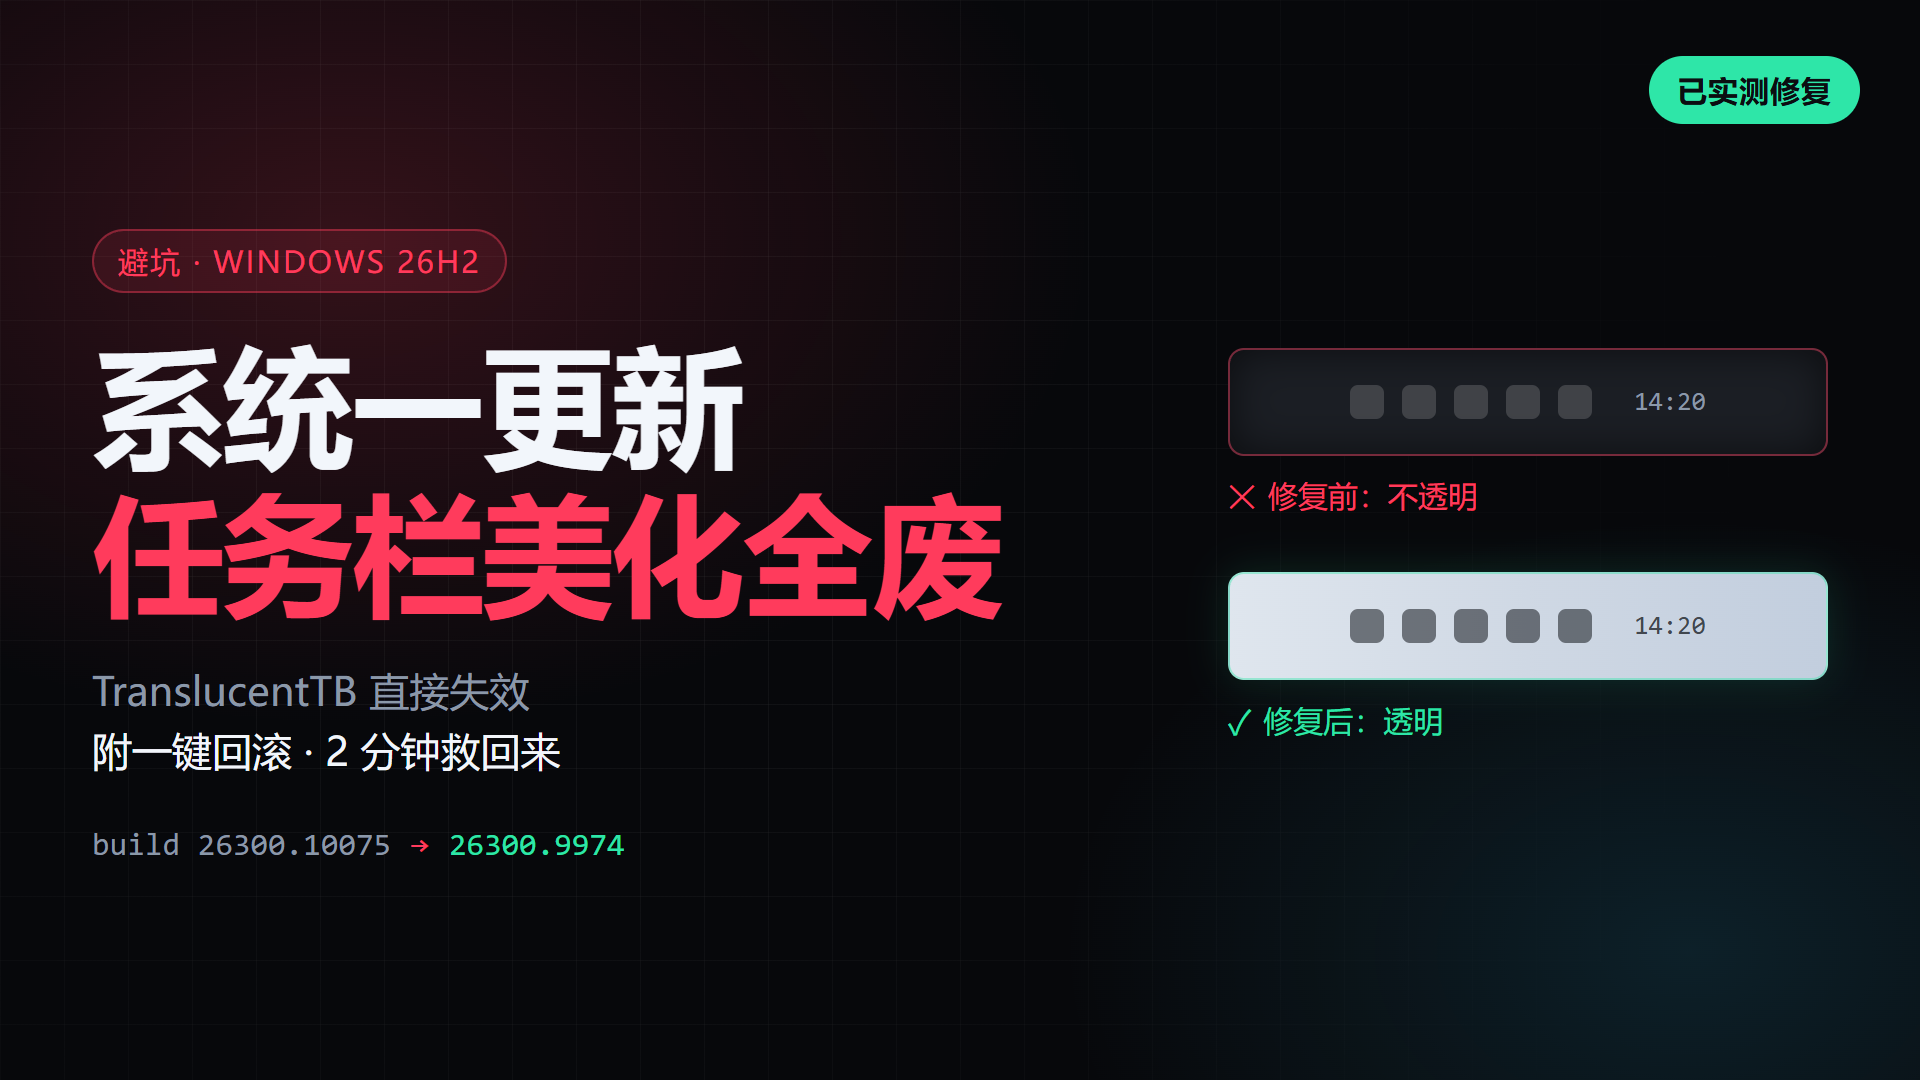 已实测修复
避坑 · WINDOWS 26H2
系统一更新
任务栏美化全废
TranslucentTB 直接失效
附一键回滚 · 2 分钟救回来
build 26300.10075 → 26300.9974
14:20
✕ 修复前：不透明
14:20
✓ 修复后：透明